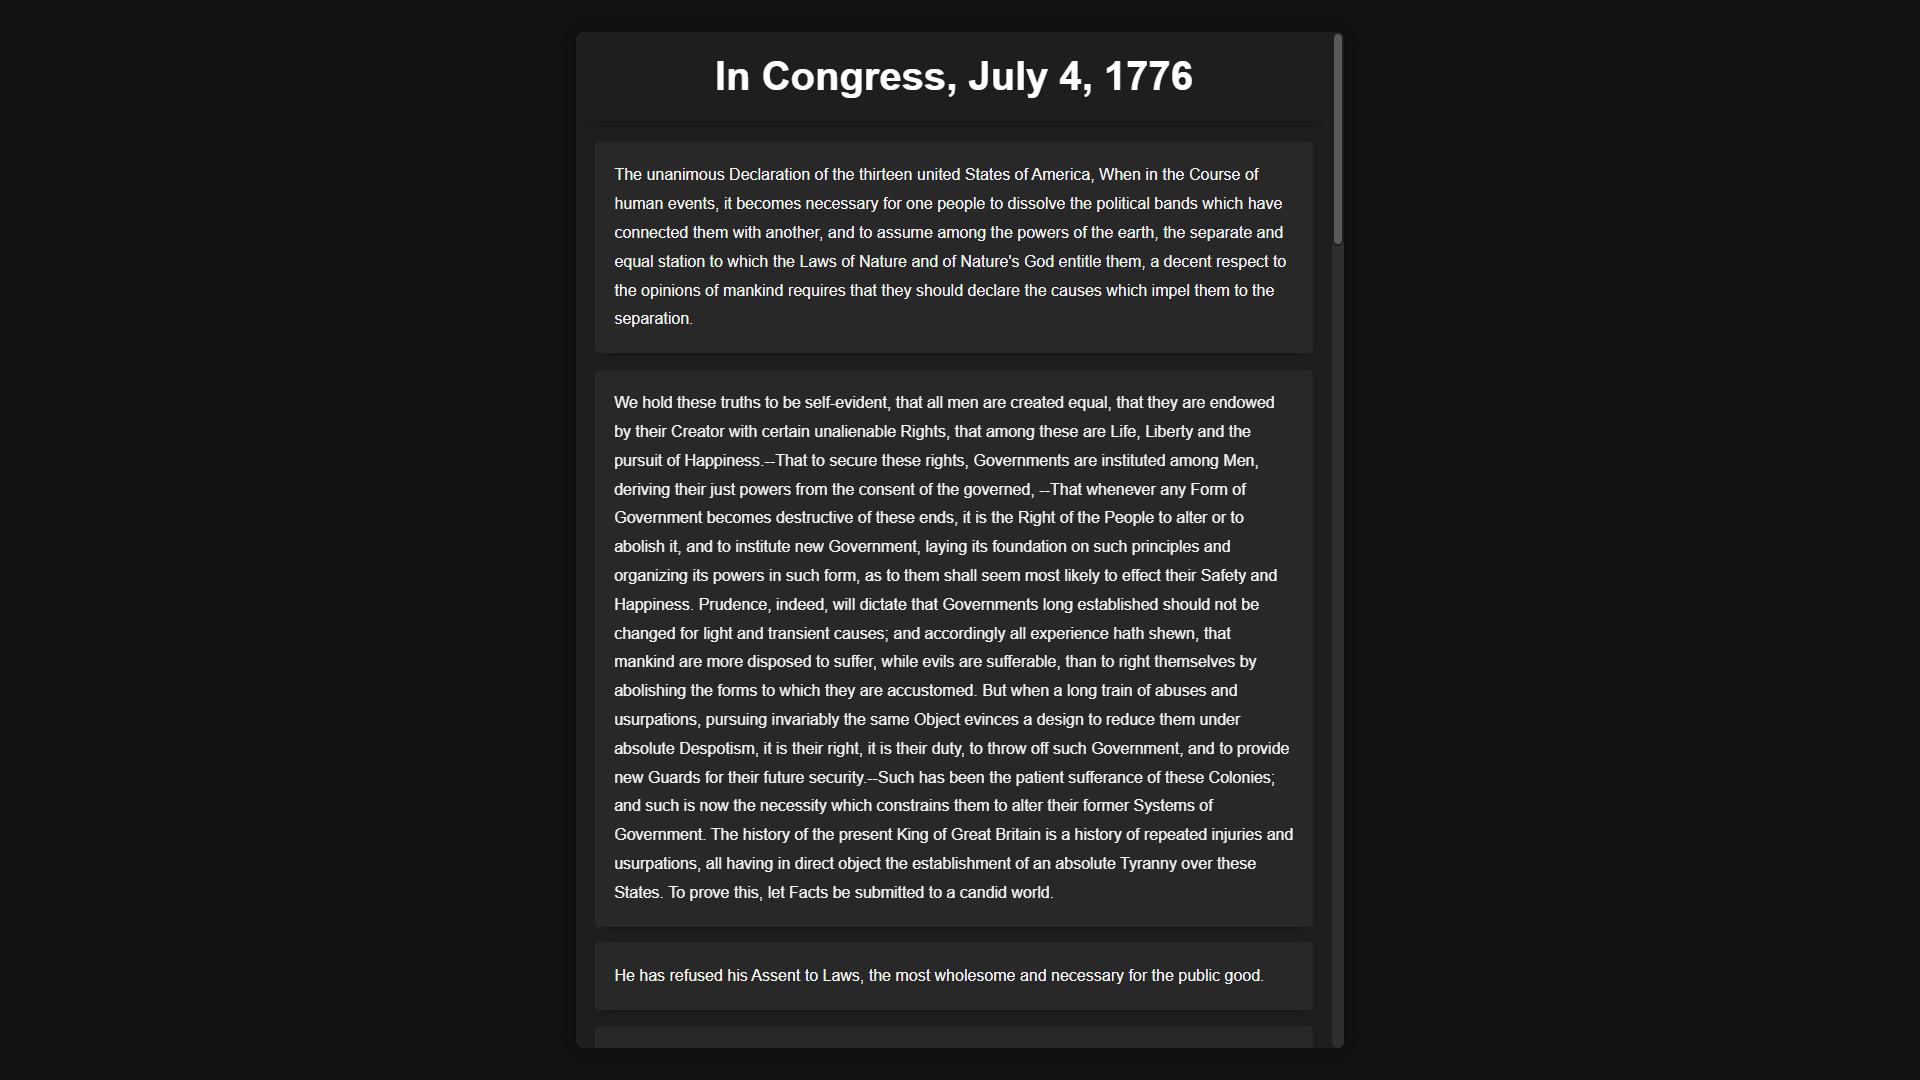 In Congress, July 4, 1776
The unanimous Declaration of the thirteen united States of America, When in the Course of
human events, it becomes necessary for one people to dissolve the political bands which have
connected them with another, and to assume among the powers of the earth, the separate and
equal station to which the Laws of Nature and of Nature's God entitle them, a decent respect to
the opinions of mankind requires that they should declare the causes which impel them to the
separation.
We hold these truths to be self-evident, that all men are created equal, that they are endowed
by their Creator with certain unalienable Rights, that among these are Life, Liberty and the
pursuit of Happiness.--That to secure these rights, Governments are instituted among Men,
deriving their just powers from the consent of the governed, --That whenever any Form of
Government becomes destructive of these ends, it is the Right of the People to alter or to
abolish it, and to institute new Government, laying its foundation on such principles and
organizing its powers in such form, as to them shall seem most likely to effect their Safety and
Happiness. Prudence, indeed, will dictate that Governments long established should not be
changed for light and transient causes; and accordingly all experience hath shewn, that
mankind are more disposed to suffer, while evils are sufferable, than to right themselves by
abolishing the forms to which they are accustomed. But when a long train of abuses and
usurpations, pursuing invariably the same Object evinces a design to reduce them under
absolute Despotism, it is their right, it is their duty, to throw off such Government, and to provide
new Guards for their future security.--Such has been the patient sufferance of these Colonies;
and such is now the necessity which constrains them to alter their former Systems of
Government. The history of the present King of Great Britain is a history of repeated injuries and
usurpations, all having in direct object the establishment of an absolute Tyranny over these
States. To prove this, let Facts be submitted to a candid world.
He has refused his Assent to Laws, the most wholesome and necessary for the public good.